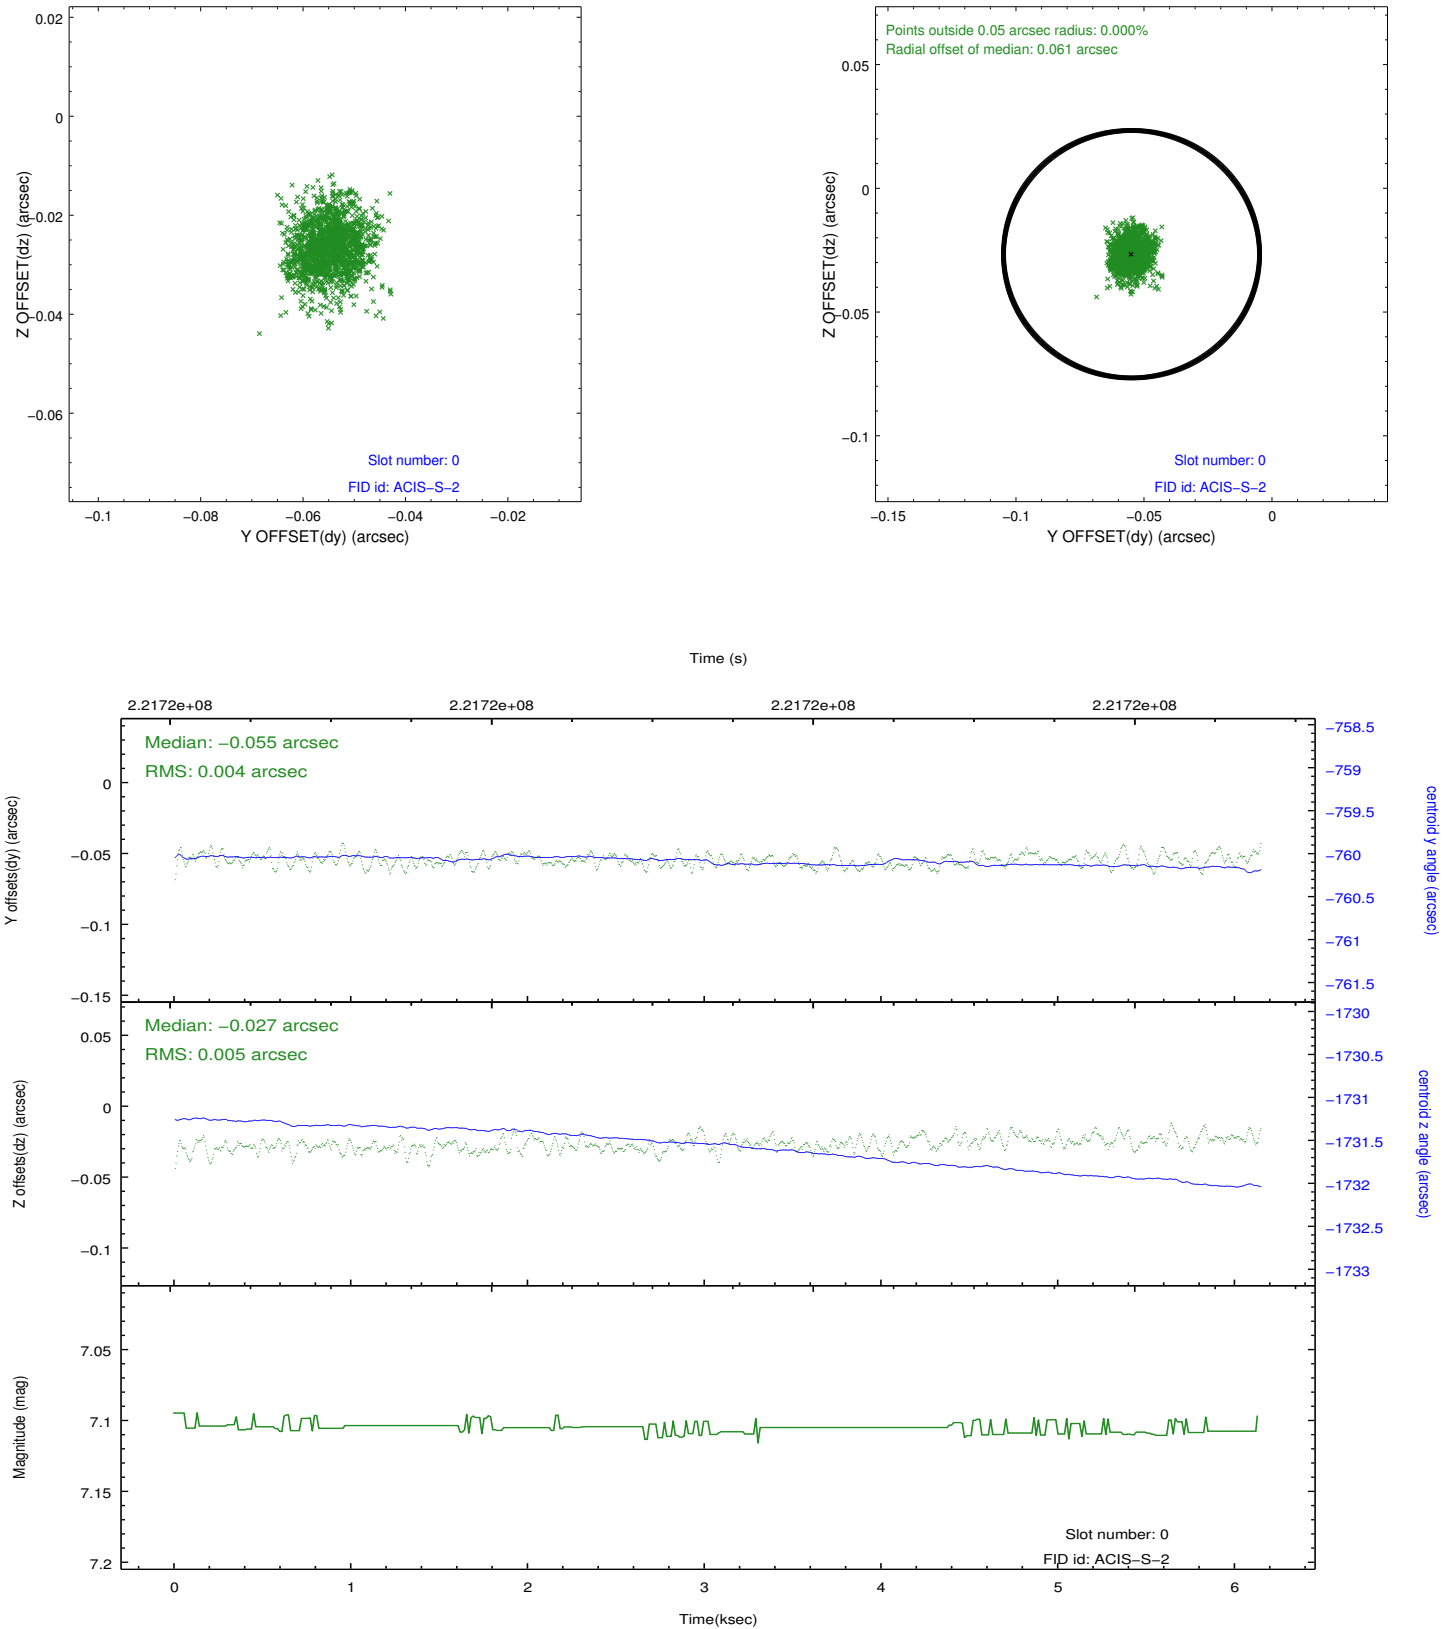 0.02
0
−0.02
−0.04
−0.06
Z OFFSET(dz) (arcsec)
Slot number: 0
FID id: ACIS−S−2
−0.1
−0.08
−0.06
−0.04
−0.02
Y OFFSET(dy) (arcsec)
Points outside 0.05 arcsec radius: 0.000%
Radial offset of median: 0.061 arcsec
0.05
0
−0.05
−0.1
Z OFFSET(dz) (arcsec)
Slot number: 0
FID id: ACIS−S−2
−0.15
−0.1
−0.05
0
Y OFFSET(dy) (arcsec)
Time (s)
2.2172e+08
2.2172e+08
2.2172e+08
2.2172e+08
Median: −0.055 arcsec
RMS: 0.004 arcsec
0
−0.05
−0.1
−0.15
Y offsets(dy) (arcsec)
−758.5
−759
−759.5
−760
−760.5
−761
−761.5
centroid y angle (arcsec)
Median: −0.027 arcsec
RMS: 0.005 arcsec
0.05
0
−0.05
−0.1
Z offsets(dz) (arcsec)
−1730
−1730.5
−1731
−1731.5
−1732
−1732.5
−1733
centroid z angle (arcsec)
7.05
7.1
7.15
7.2
Magnitude (mag)
Slot number: 0
FID id: ACIS−S−2
0
1
2
3
4
5
6
Time(ksec)